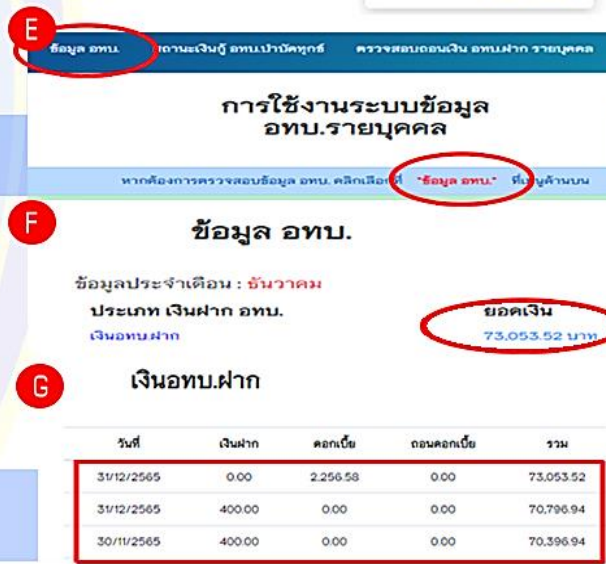 E
ข้อมูล อทบ. สถานะเงินกู้ อทบ.บำบัดทุกข์ ตรวจสอบถอนเงิน อทบ.ฝาก รายบุคคล
การใช้งานระบบข้อมูล
อทบ.รายบุคคล
หากต้องการตรวจสอบข้อมูล อทบ. คลิกเลือกที่ "ข้อมูล อทบ." ที่เมนูด้านบน
F
ข้อมูล อทบ.
ข้อมูลประจำเดือน : ธันวาคม
ประเภท เงินฝาก อทบ. ยอดเงิน
เงินอทบ.ฝาก 73,053.52 บาท
G
เงินอทบ.ฝาก
วันที่ เงินฝาก ดอกเบี้ย ถอนดอกเบี้ย รวม
31/12/2565 0.00 2,256.58 0.00 73,053.52
31/12/2565 400.00 0.00 0.00 70,796.94
30/11/2565 400.00 0.00 0.00 70,396.94